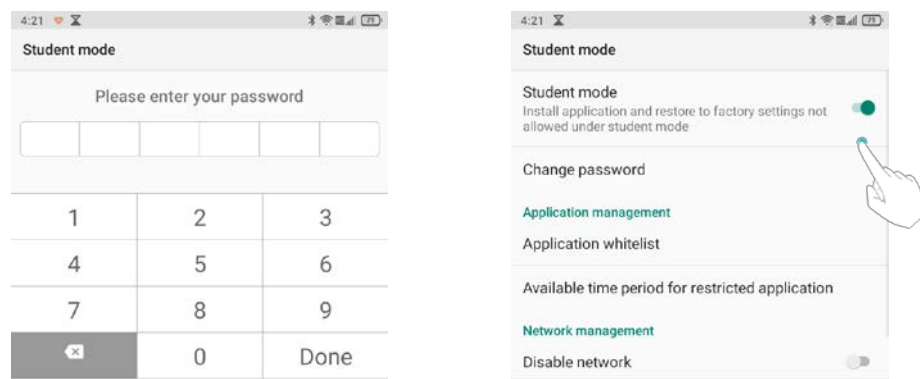 4:21
71
Student mode
Please enter your password
1 2 3
4 5 6
7 8 9
0 Done
4:21
71
Student mode
Student mode
Install application and restore to factory settings not
allowed under student mode
Change password
Application management
Application whitelist
Available time period for restricted application
Network management
Disable network